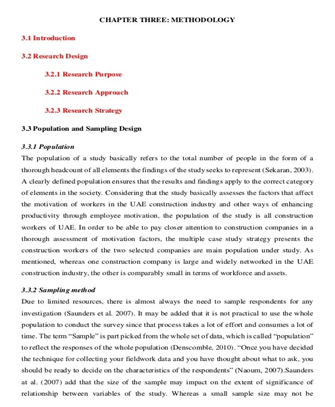 CHAPTER THREE: METHODOLOGY
3.1 Introduction
3.2 Research Design
3.2.1 Research Purpose
3.2.2 Research Approach
3.2.3 Research Strategy
3.3 Population and Sampling Design
3.3.1 Population
The population of a study basically refers to the total number of people in the form of a
thorough headcount of all elements the findings of the study seeks to represent (Sekaran, 2003).
A clearly defined population ensures that the results and findings apply to the correct category
of elements in the society. Considering that the study basically assesses the factors that affect
the motivation of workers in the UAE construction industry and other ways of enhancing
productivity through employee motivation, the population of the study is all construction
workers of UAE. In order to be able to pay closer attention to construction companies in a
thorough assessment of motivation factors, the multiple case study strategy presents the
construction workers of the two selected companies are main population under study. As
mentioned, whereas one construction company is large and widely networked in the UAE
construction industry, the other is comparably small in terms of workforce and assets.
3.3.2 Sampling method
Due to limited resources, there is almost always the need to sample respondents for any
investigation (Saunders et al. 2007). It may be added that it is not practical to use the whole
population to conduct the survey since that process takes a lot of effort and consumes a lot of
time. The term “Sample” is part picked from the whole set of data, which is called “population”
to reflect the responses of the whole population (Denscombe, 2010). “Once you have decided
the technique for collecting your fieldwork data and you have thought about what to ask, you
should be ready to decide on the characteristics of the respondents” (Naoum, 2007).Saunders
at al. (2007) add that the size of the sample may impact on the extent of significance of
relationship between variables of the study. Whereas a small sample size may not be